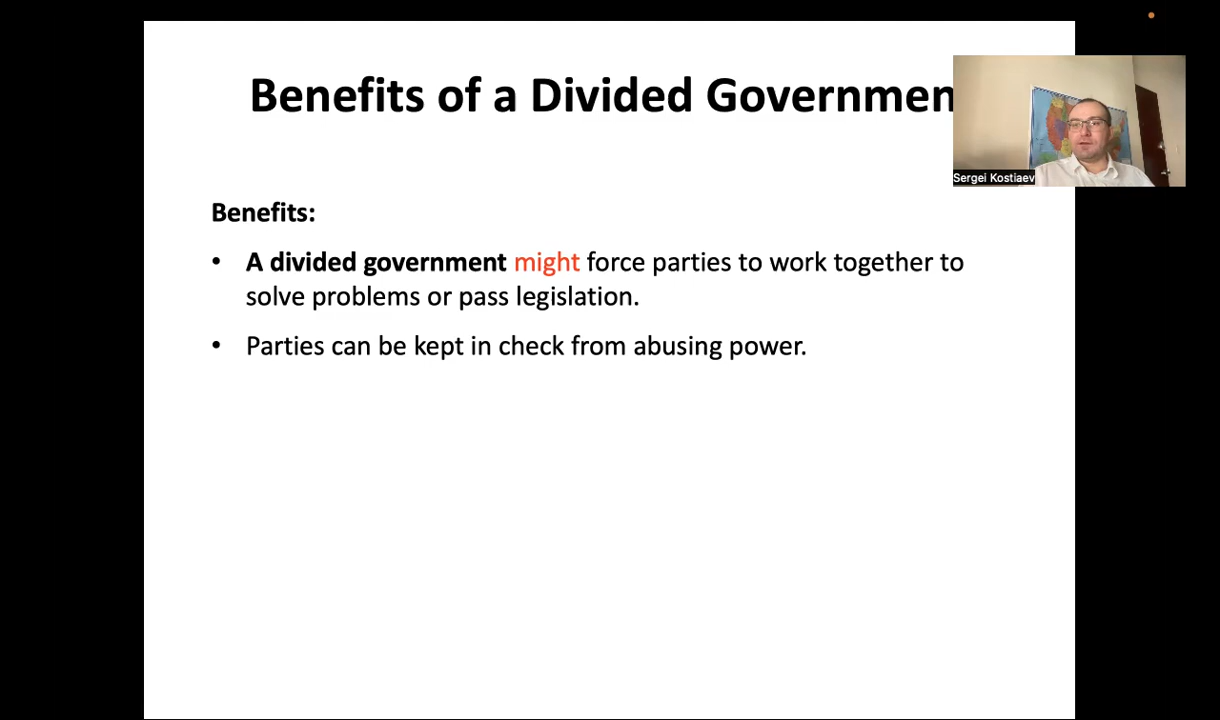 Benefits of a Divided Governmen
Sergei Kostiaev
Benefits:
• A divided government might force parties to work together to
solve problems or pass legislation.
• Parties can be kept in check from abusing power.